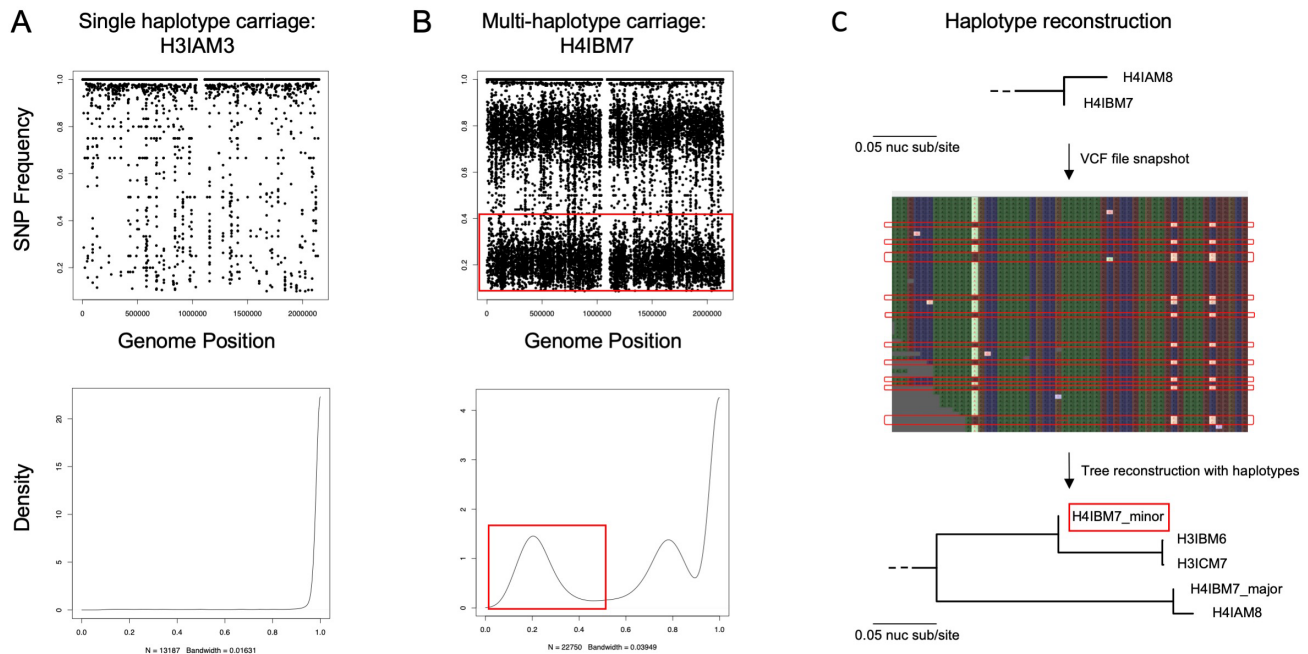 A
Single haplotype carriage:
H3IAM3
SNP Frequency
1.0
0.8
0.6
0.4
0.2
0
500000
1000000
1500000
2000000
Genome Position
Density
20
15
10
5
0
0.0
0.2
0.4
0.6
0.8
1.0
N = 13187 Bandwidth = 0.01631
B
Multi-haplotype carriage:
H4IBM7
1.0
0.8
0.6
0.4
0.2
0
500000
1000000
1500000
2000000
Genome Position
4
3
2
1
0
0.0
0.2
0.4
0.6
0.8
1.0
N = 22750 Bandwidth = 0.03949
C
Haplotype reconstruction
H4IAM8
H4IBM7
0.05 nuc sub/site
VCF file snapshot
Tree reconstruction with haplotypes
H4IBM7_minor
H3IBM6
H3ICM7
H4IBM7_major
H4IAM8
0.05 nuc sub/site